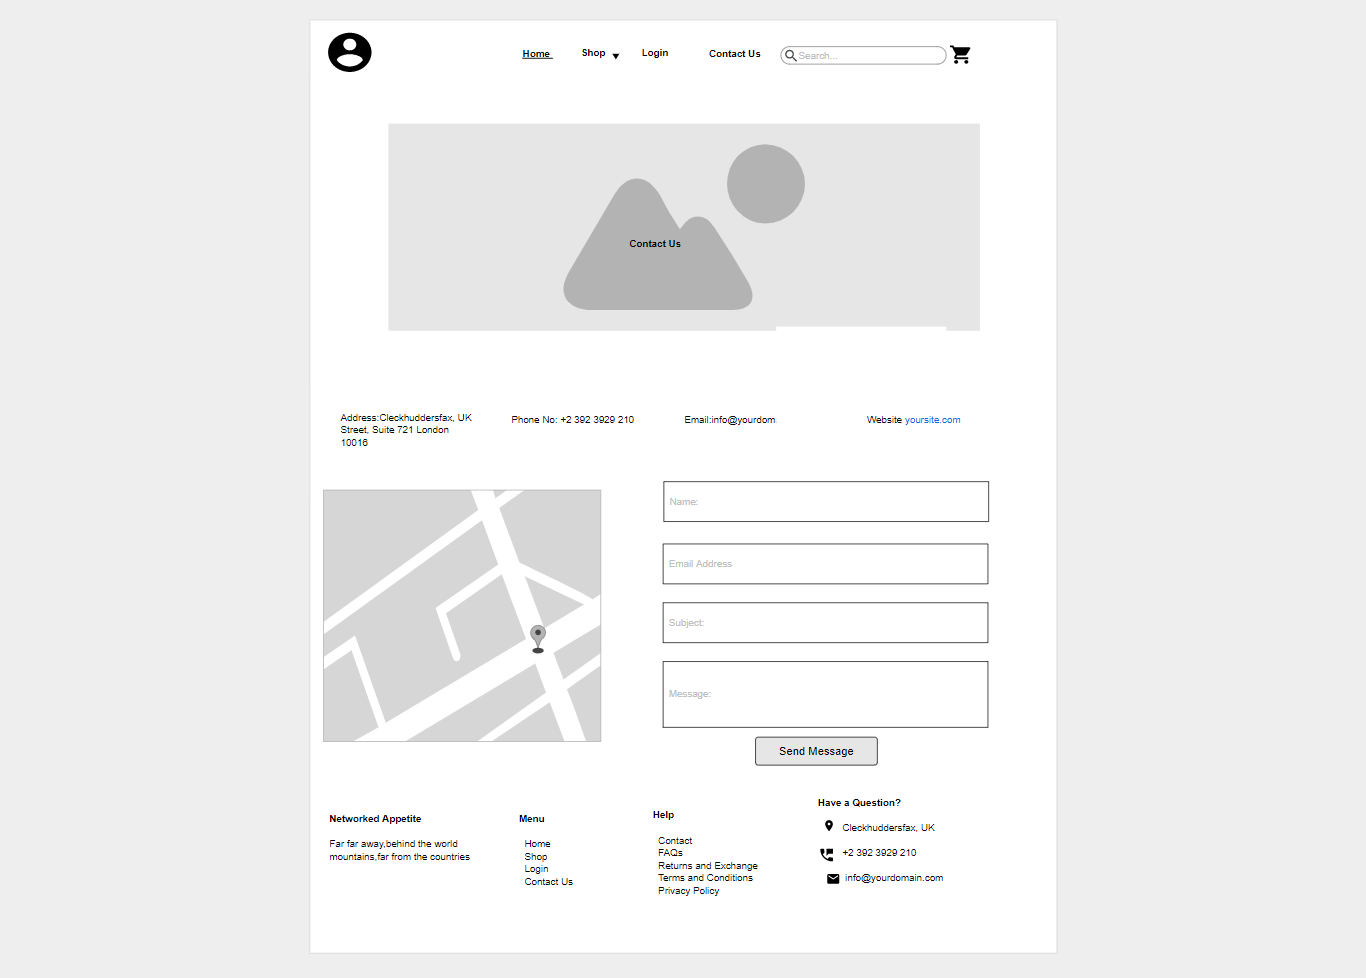 Home
Shop
Login
Contact Us
Search...
Contact Us
Address:Cleckhuddersfax, UK
Street, Suite 721 London
10016
Phone No: +2 392 3929 210
Email:info@yourdom
Website yoursite.com
Name:
Email Address
Subject:
Message:
Send Message
Networked Appetite
Far far away,behind the world
mountains,far from the countries
Menu
Home
Shop
Login
Contact Us
Help
Contact
FAQs
Returns and Exchange
Terms and Conditions
Privacy Policy
Have a Question?
Cleckhuddersfax, UK
+2 392 3929 210
info@yourdomain.com